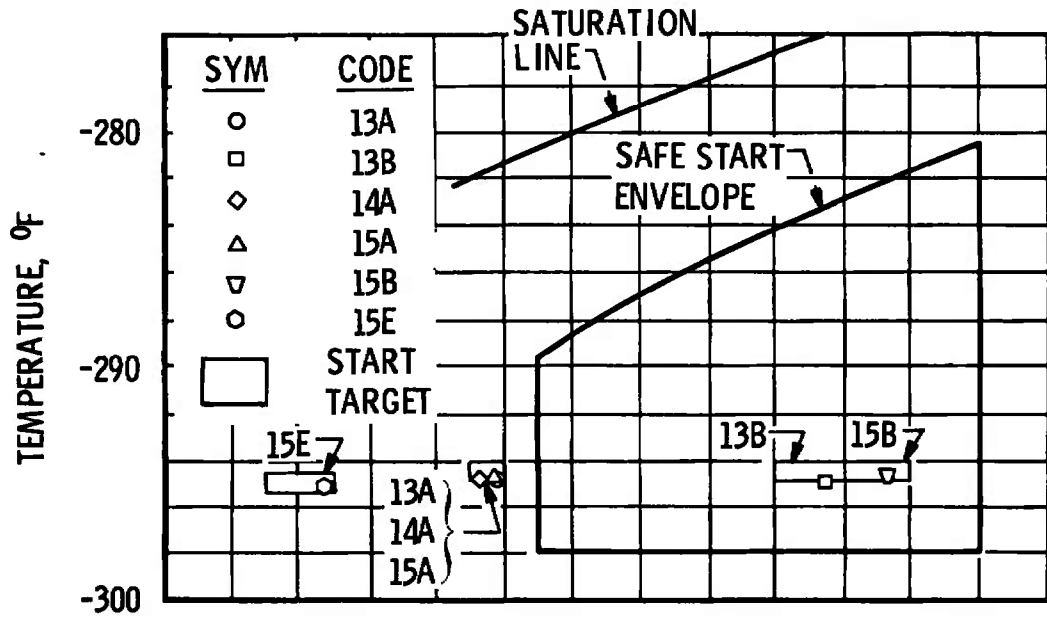 SATURATION
LINE
SYM CODE
13A
13B
14A
15A
15B
15E
START
TARGET
SAFE START
ENVELOPE
TEMPERATURE, °F
-280
-290
-300
15E
13A
14A
15A
13B
15B